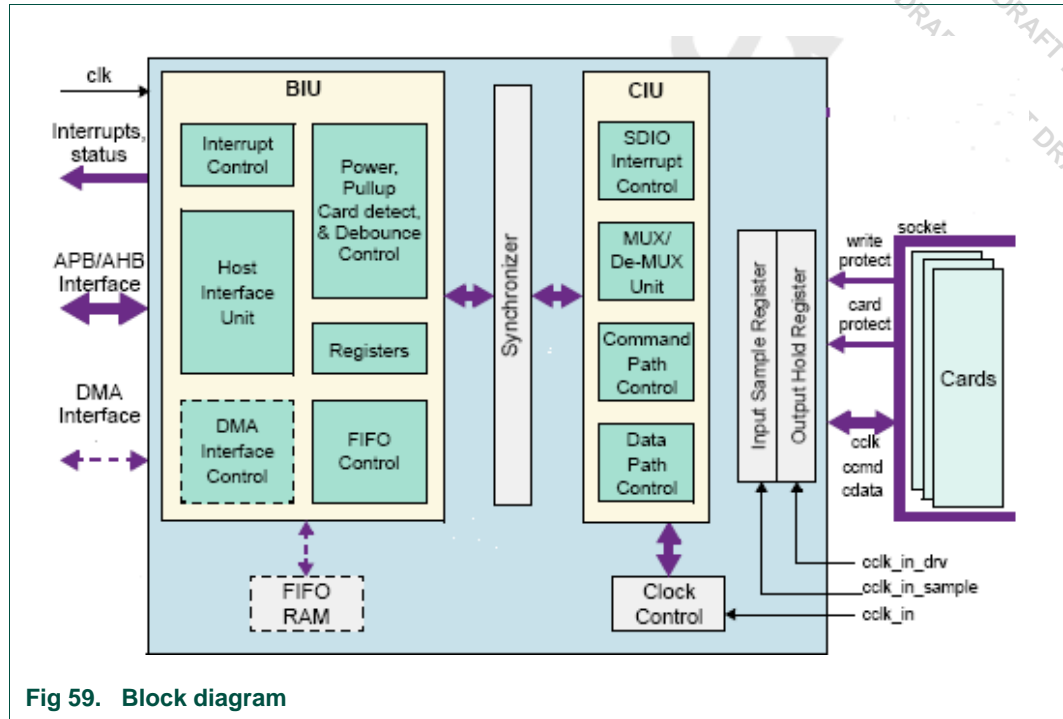 clk
Interrupts,
status
APB/AHB
Interface
DMA
Interface
BIU
Interrupt
Control
Power,
Pullup
Card detect,
& Debounce
Control
Host
Interface
Unit
Registers
DMA
Interface
Control
FIFO
Control
FIFO
RAM
Synchronizer
CIU
SDIO
Interrupt
Control
MUX/
De-MUX
Unit
Command
Path
Control
Data
Path
Control
Clock
Control
Input Sample Register
Output Hold Register
socket
write
protect
card
protect
Cards
cclk
ccmd
cdata
cclk_in_drv
cclk_in_sample
cclk_in
DRAFT
DRAFT
DRA
Fig 59. Block diagram